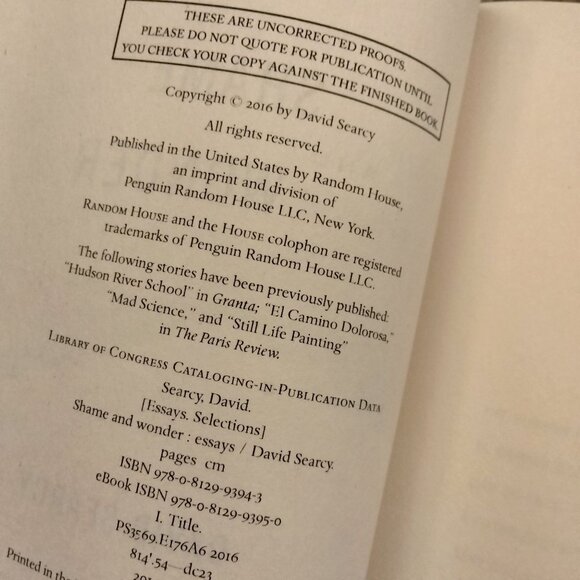 THESE ARE UNCORRECTED PROOFS.
PLEASE DO NOT QUOTE FOR PUBLICATION UNTIL
YOU CHECK YOUR COPY AGAINST THE FINISHED BOOK.
Copyright © 2016 by David Searcy
All rights reserved.
Published in the United States by Random House,
an imprint and division of
Penguin Random House LLC, New York.
RANDOM HOUSE and the HOUSE colophon are registered
trademarks of Penguin Random House LLC.
The following stories have been previously published:
"Hudson River School" in Granta; "El Camino Dolorosa,"
"Mad Science," and "Still Life Painting"
in The Paris Review.
LIBRARY OF CONGRESS CATALOGING-IN-PUBLICATION DATA
Searcy, David.
[Essays. Selections]
Shame and wonder : essays / David Searcy.
pages cm
ISBN 978-0-8129-9394-3
eBook ISBN 978-0-8129-9395-0
I. Title.
PS3569.E176A6 2016
814'.54—dc23
Printed in the